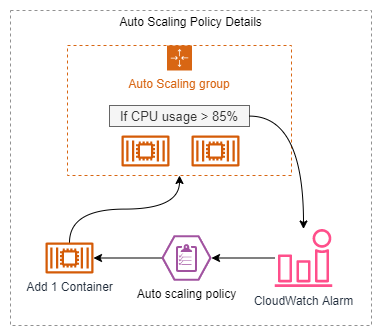 Auto Scaling Policy Details
Auto Scaling group
If CPU usage > 85%
Add 1 Container
Auto scaling policy
CloudWatch Alarm